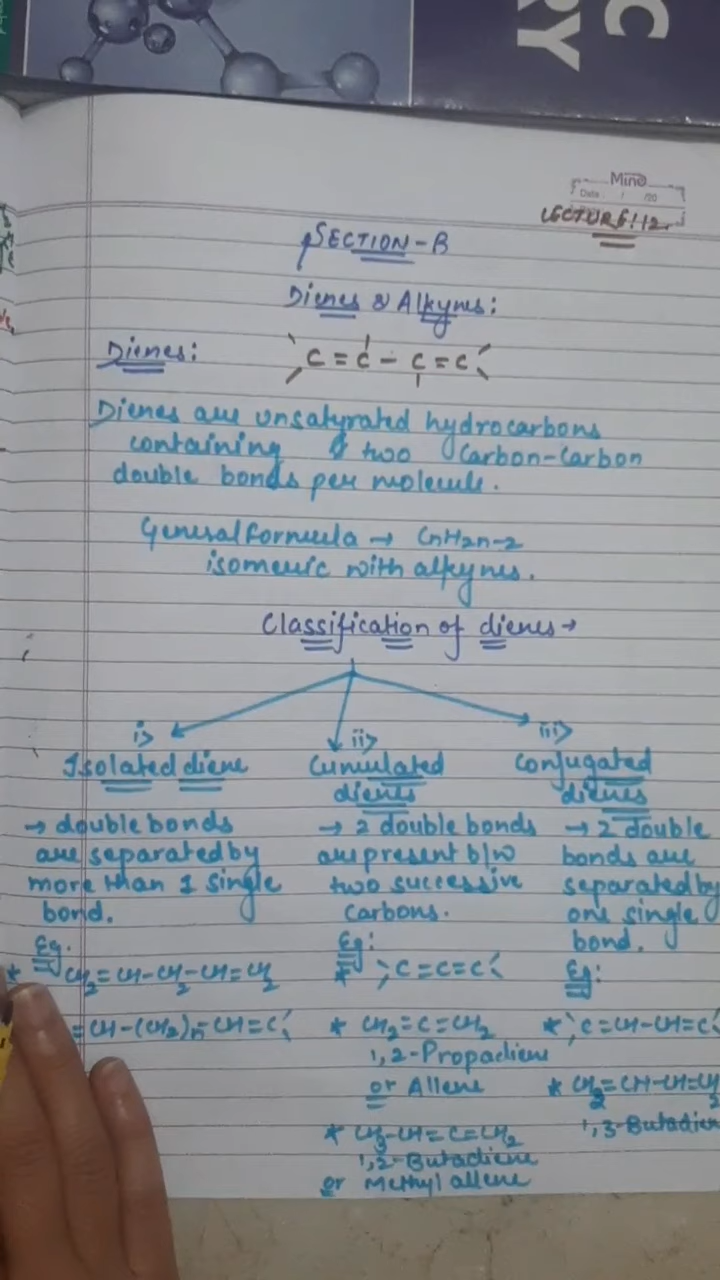 C
RY
Mino
Date : / /20
LECTURE:12.
SECTION-B
Dienes & Alkynes:
Dienes:
C = C - C = C
Dienes are unsaturated hydrocarbons
containing two Carbon-Carbon
double bonds per molecule.
General formula → CnH2n-2
isomeric with alkynes.
Classification of dienes→
i>
Isolated diene
→ double bonds
are separated by
more than 1 single
bond.
Eg.
* CH2=CH-CH2-CH=CH2
=CH-(CH2)n-CH=C
ii>
Cumulated
dienes
→ 2 double bonds
are present b/w
two successive
carbons.
Eg:
* C=C=C
* CH2=C=CH2
1,2-Propadiene
or Allene
* CH3-CH=C=CH2
1,2-Butadiene
or Methyl allene
iii>
Conjugated
dienes
→ 2 double
bonds are
separated by
one single
bond.
Eg:
* C=CH-CH=C
* CH2=CH-CH=CH2
1,3-Butadien